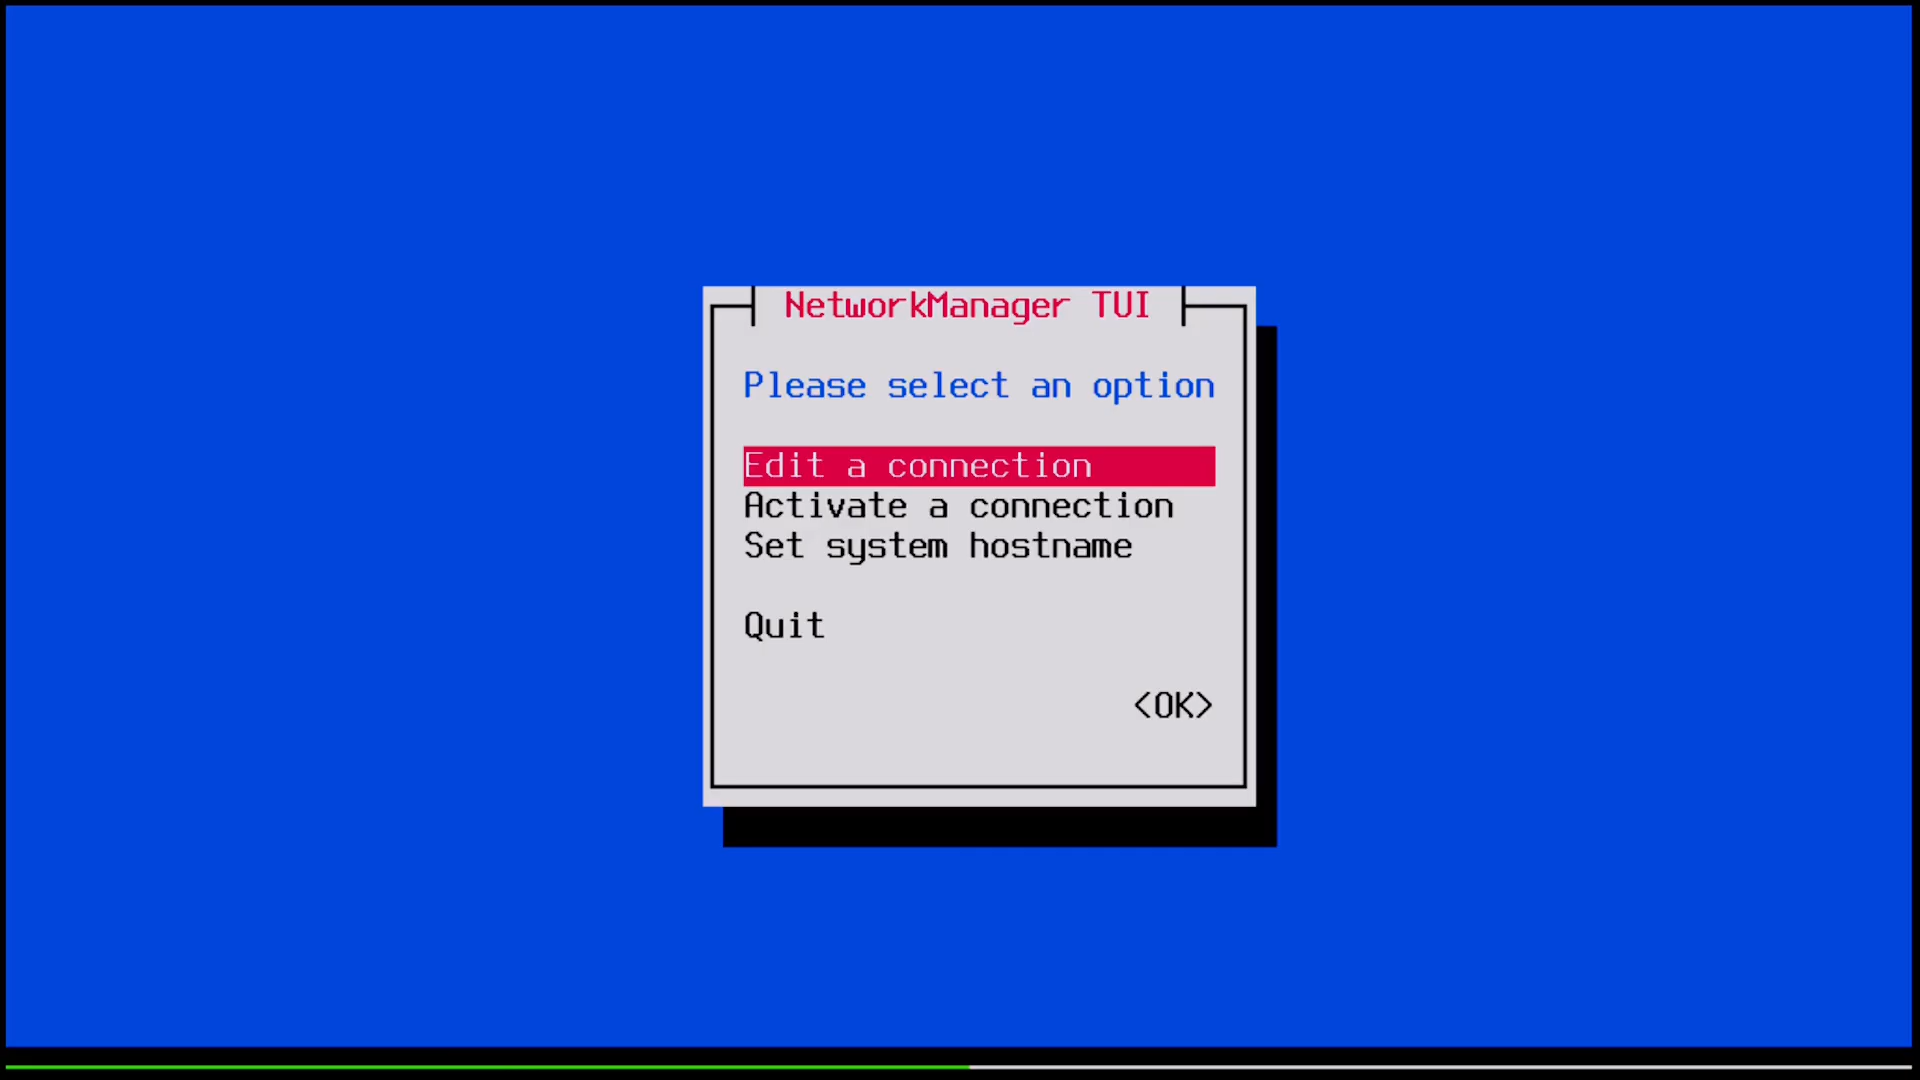 NetworkManager TUI
Please select an option
Edit a connection
Activate a connection
Set system hostname
Quit
<OK>